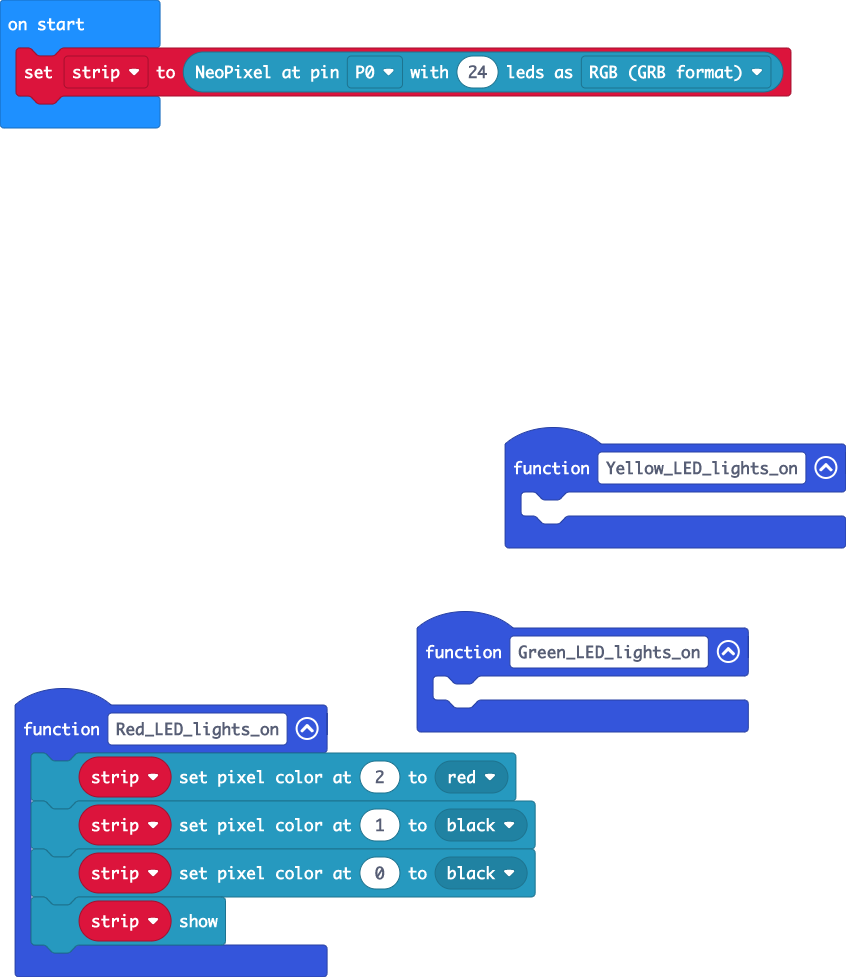 on start
set strip to NeoPixel at pin P0 with 24 leds as RGB (GRB format)
function Yellow_LED_lights_on
function Green_LED_lights_on
function Red_LED_lights_on
strip set pixel color at 2 to red
strip set pixel color at 1 to black
strip set pixel color at 0 to black
strip show